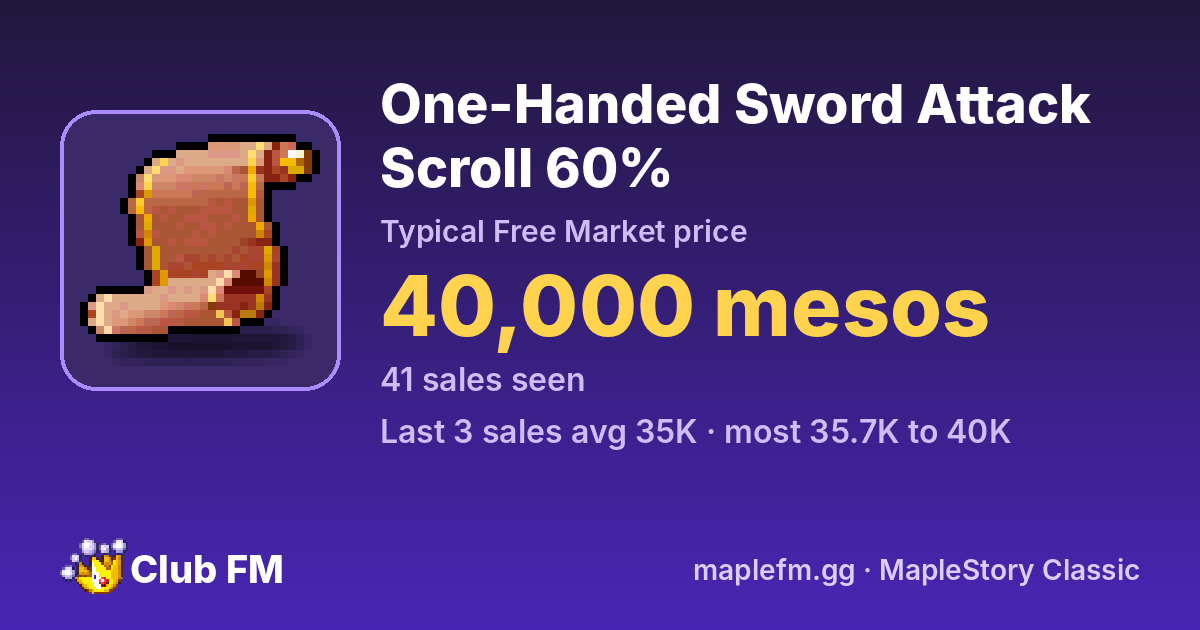 One-Handed Sword Attack
Scroll 60%
Typical Free Market price
40,000 mesos
41 sales seen
Last 3 sales avg 35K · most 35.7K to 40K
Club FM
maplefm.gg · MapleStory Classic